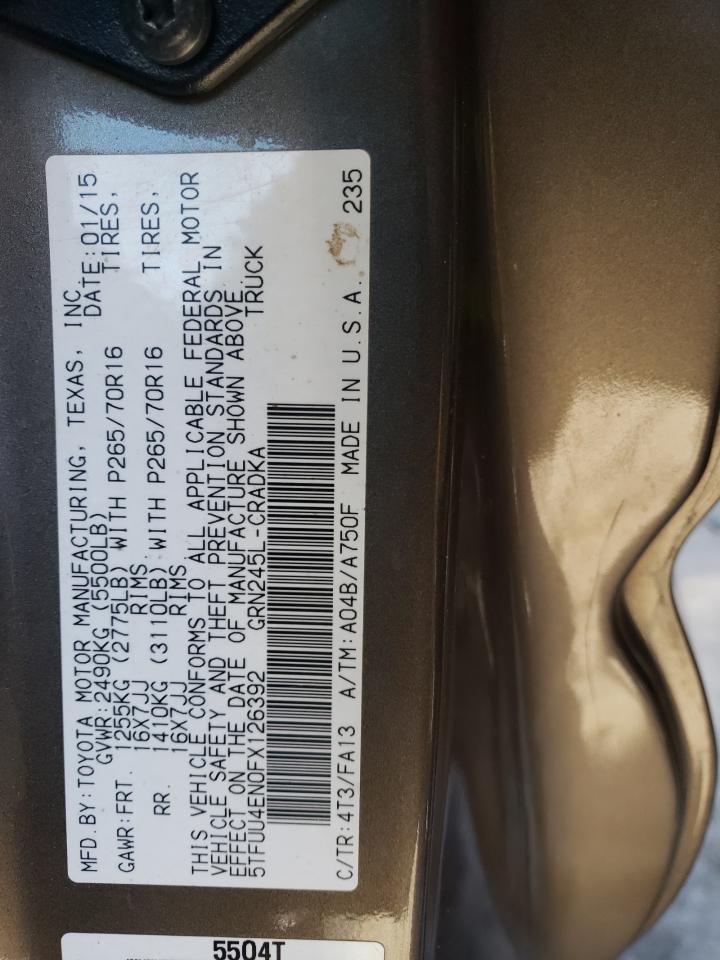 MFD.BY:TOYOTA MOTOR MANUFACTURING, TEXAS, INC.
GVWR:2490KG (5500LB) DATE:01/15
GAWR:FRT. 1255KG (2775LB) WITH P265/70R16 TIRES,
16X7JJ RIMS
RR. 1410KG (3110LB) WITH P265/70R16 TIRES,
16X7JJ RIMS
THIS VEHICLE CONFORMS TO ALL APPLICABLE FEDERAL MOTOR
VEHICLE SAFETY AND THEFT PREVENTION STANDARDS IN
EFFECT ON THE DATE OF MANUFACTURE SHOWN ABOVE.
5TFUU4EN0FX126392 GRN245L-CRADKA TRUCK
C/TR:4T3/FA13 A/TM:A04B/A750F MADE IN U.S.A. 235
5504T